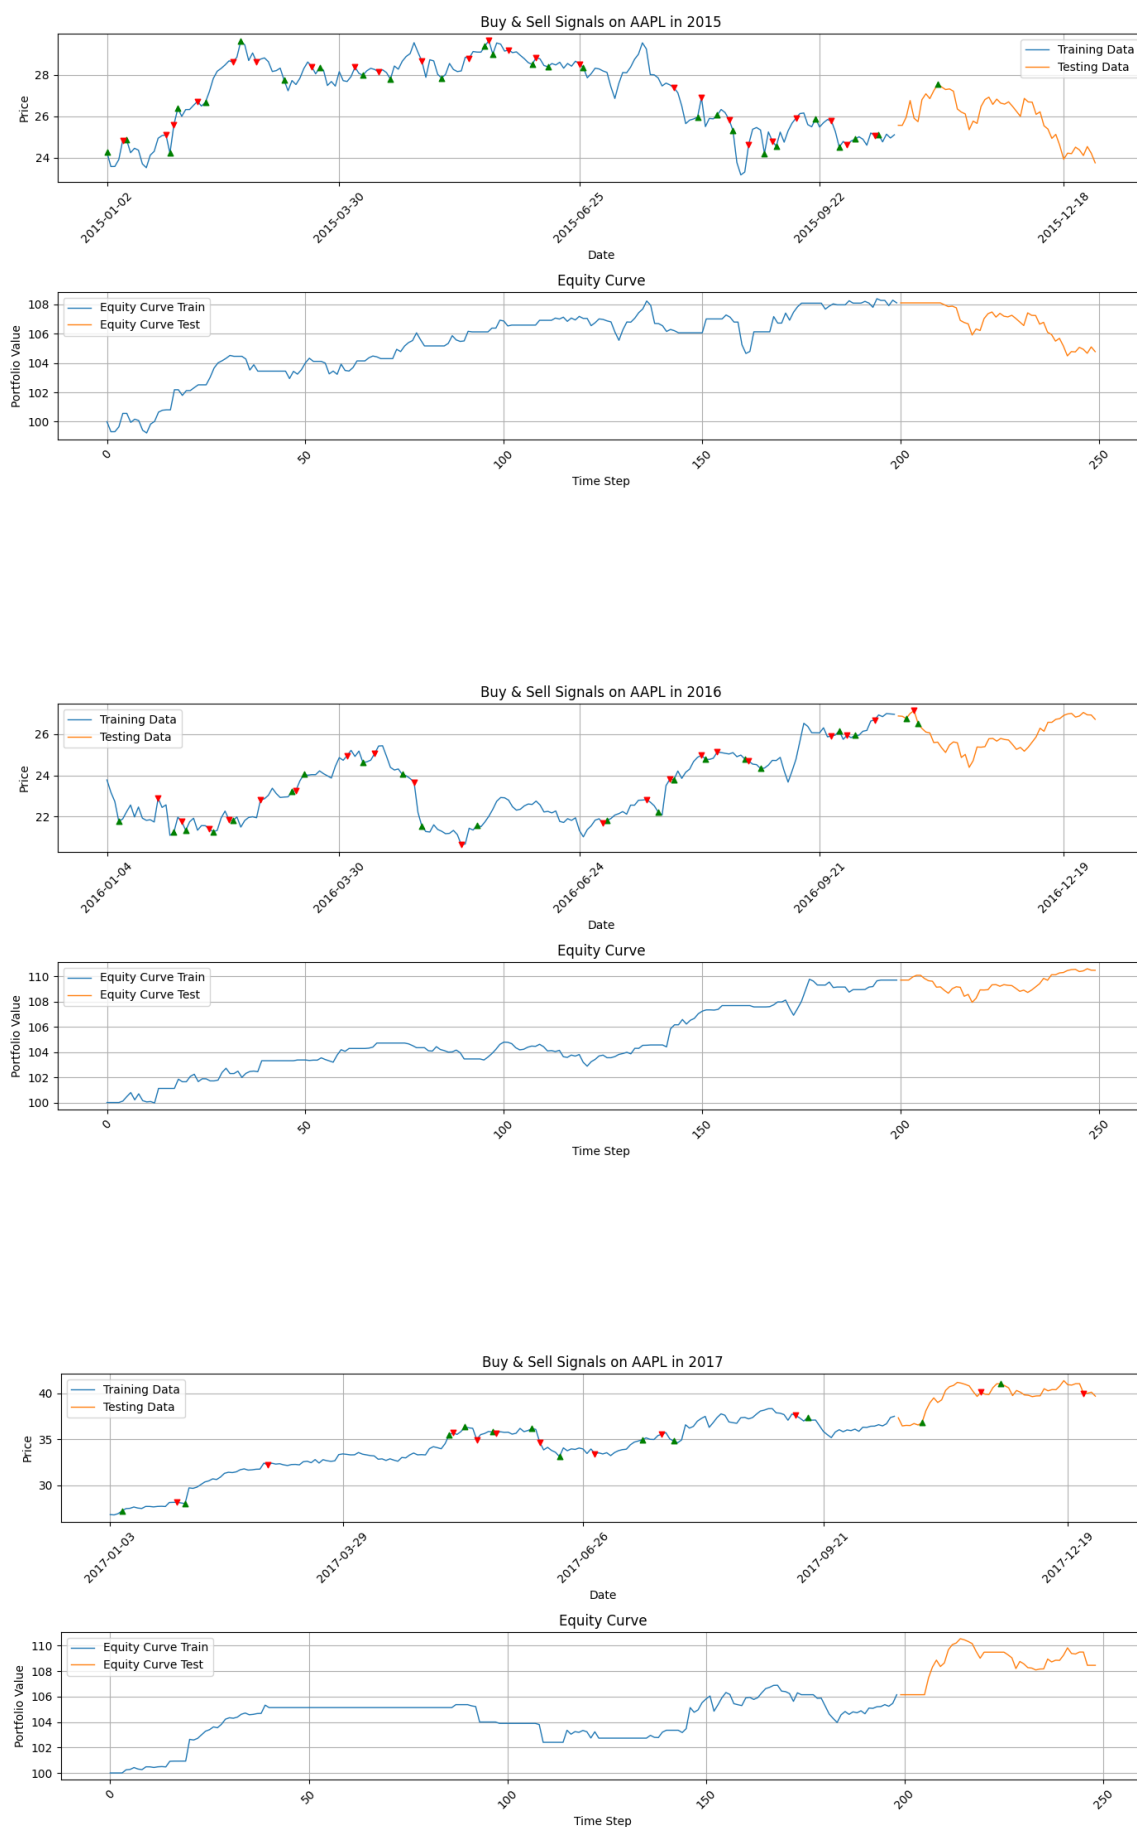 Buy & Sell Signals on AAPL in 2015
Training Data
Testing Data
Price
28
26
24
2015-01-02
2015-03-30
2015-06-25
2015-09-22
2015-12-18
Date
Equity Curve
Equity Curve Train
Equity Curve Test
Portfolio Value
108
106
104
102
100
0
50
100
150
200
250
Time Step
Buy & Sell Signals on AAPL in 2016
Training Data
Testing Data
Price
26
24
22
2016-01-04
2016-03-30
2016-06-24
2016-09-21
2016-12-19
Date
Equity Curve
Equity Curve Train
Equity Curve Test
Portfolio Value
110
108
106
104
102
100
0
50
100
150
200
250
Time Step
Buy & Sell Signals on AAPL in 2017
Training Data
Testing Data
Price
40
35
30
2017-01-03
2017-03-29
2017-06-26
2017-09-21
2017-12-19
Date
Equity Curve
Equity Curve Train
Equity Curve Test
Portfolio Value
110
108
106
104
102
100
0
50
100
150
200
250
Time Step